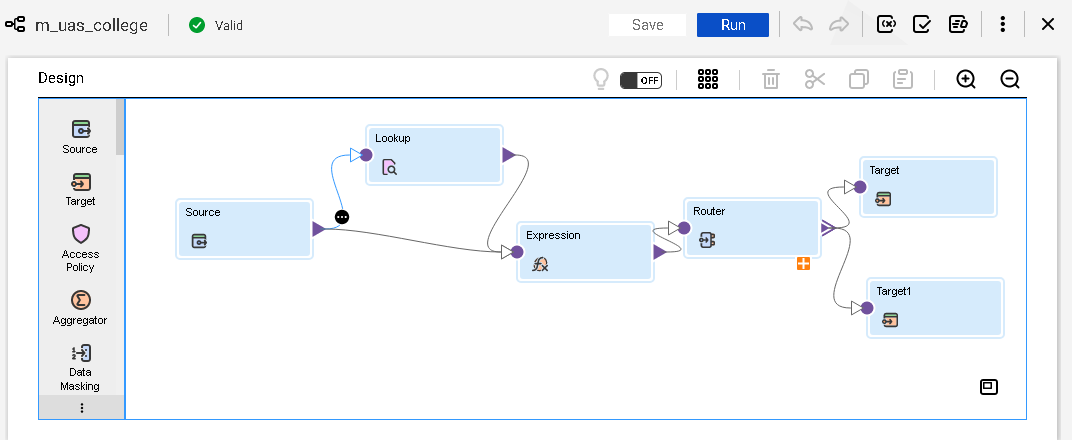 m_uas_college
Valid
Save
Run
Design
OFF
Source
Target
Access
Policy
Aggregator
Data
Masking
Lookup
Source
Expression
Router
Target
Target1